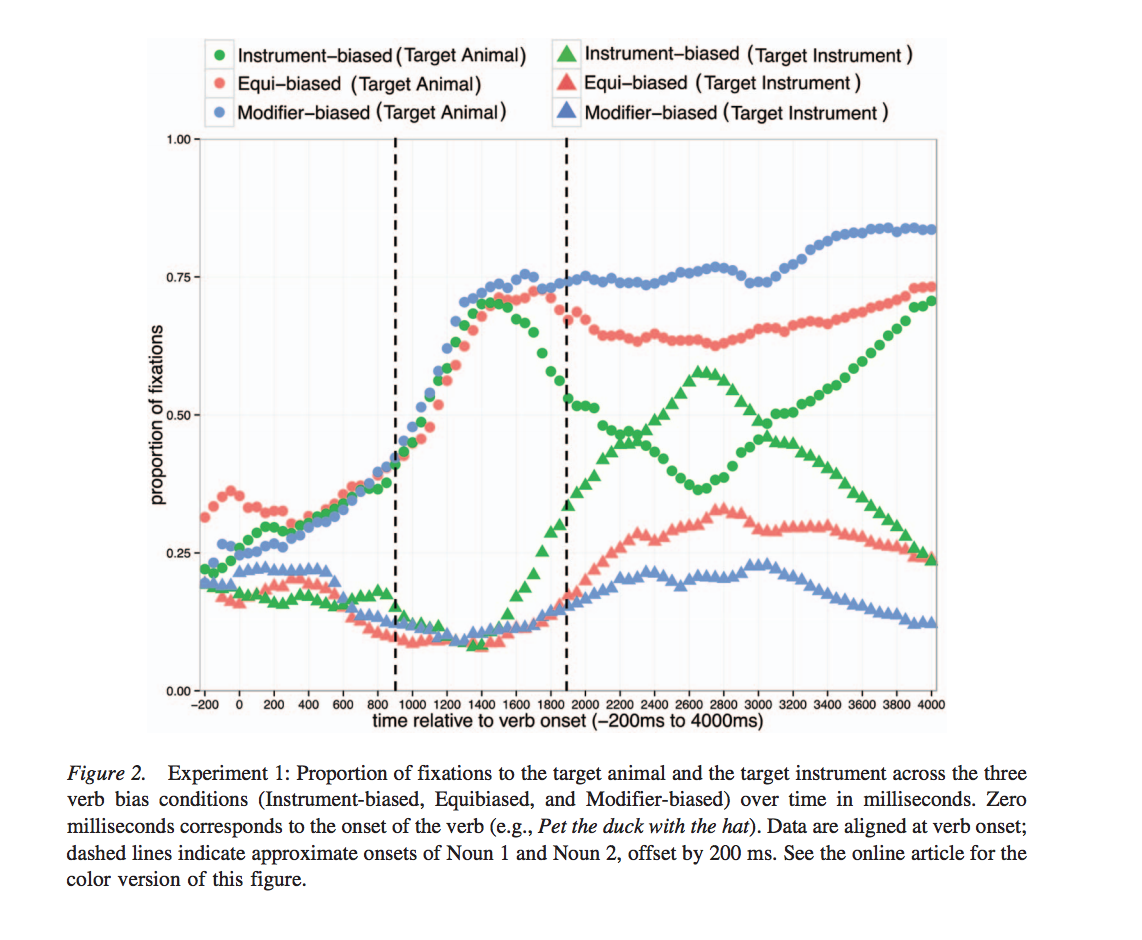 Instrument–biased (Target Animal)
Instrument–biased (Target Instrument )
Equi–biased (Target Animal)
Equi–biased (Target Instrument )
Modifier–biased (Target Animal)
Modifier–biased (Target Instrument )
1.00
0.75
0.50
0.25
0.00
proportion of fixations
−200 0 200 400 600 800 1000 1200 1400 1600 1800 2000 2200 2400 2600 2800 3000 3200 3400 3600 3800 4000
time relative to verb onset (−200ms to 4000ms)
Figure 2. Experiment 1: Proportion of fixations to the target animal and the target instrument across the three
verb bias conditions (Instrument-biased, Equibiased, and Modifier-biased) over time in milliseconds. Zero
milliseconds corresponds to the onset of the verb (e.g., Pet the duck with the hat). Data are aligned at verb onset;
dashed lines indicate approximate onsets of Noun 1 and Noun 2, offset by 200 ms. See the online article for the
color version of this figure.